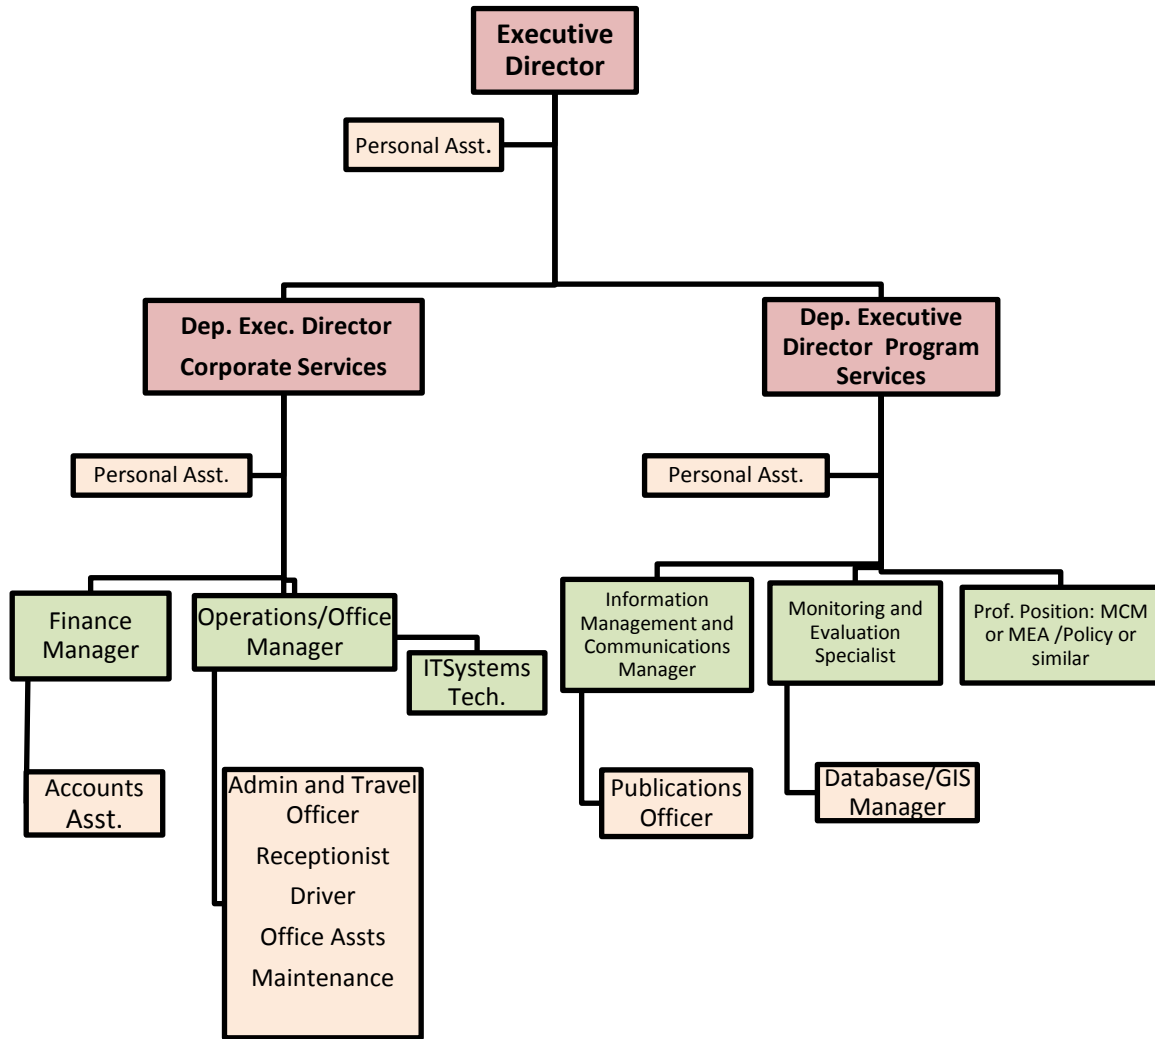 Executive
Director
Personal Asst.
Dep. Exec. Director
Corporate Services
Dep. Executive
Director Program
Services
Personal Asst.
Personal Asst.
Finance
Manager
Operations/Office
Manager
ITSystems
Tech.
Information
Management and
Communications
Manager
Monitoring and
Evaluation
Specialist
Prof. Position: MCM
or MEA /Policy or
similar
Accounts
Asst.
Admin and Travel
Officer
Receptionist
Driver
Office Assts
Maintenance
Publications
Officer
Database/GIS
Manager